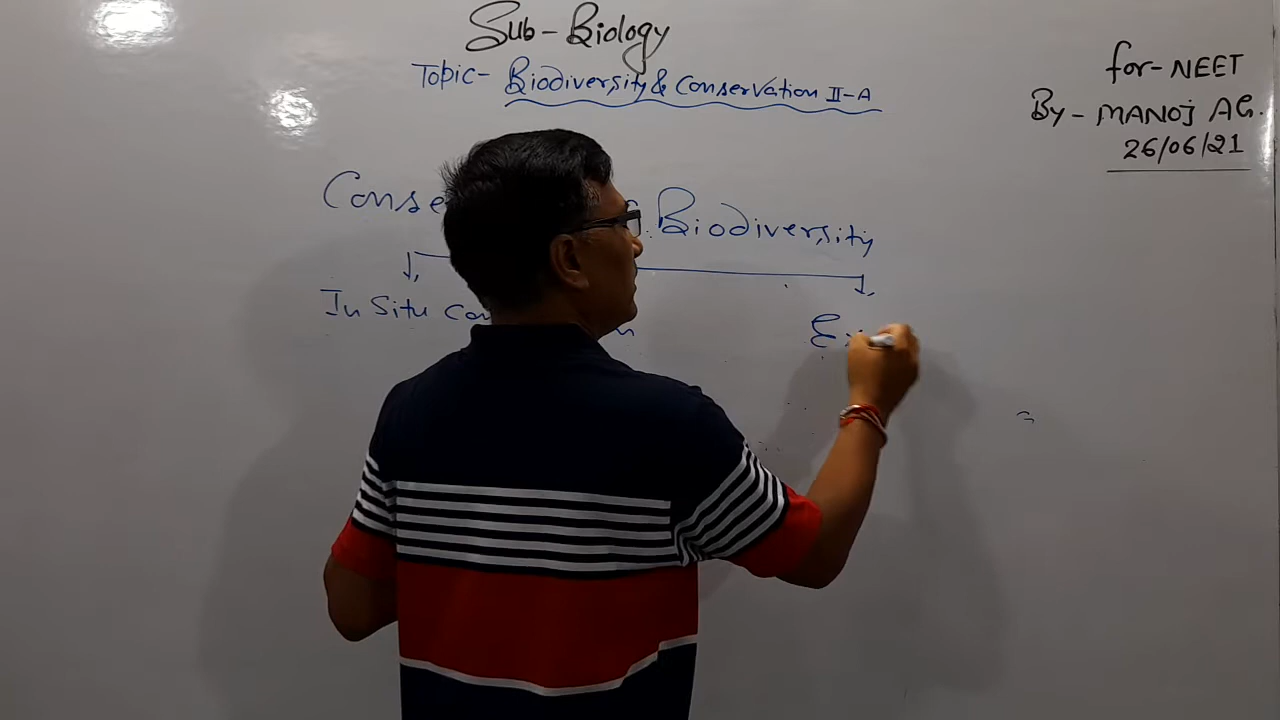 Sub- Biology
Topic- Biodiversity & Conservation II-A
for- NEET
By- MANOJ AG.
26/06/21
Biodiversity
In Situ